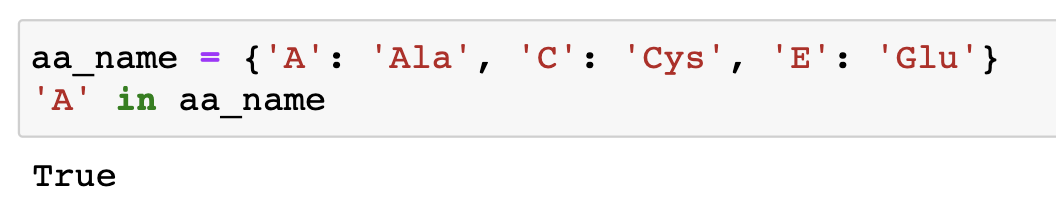 aa_name = {'A': 'Ala', 'C': 'Cys', 'E': 'Glu'}
'A' in aa_name
True